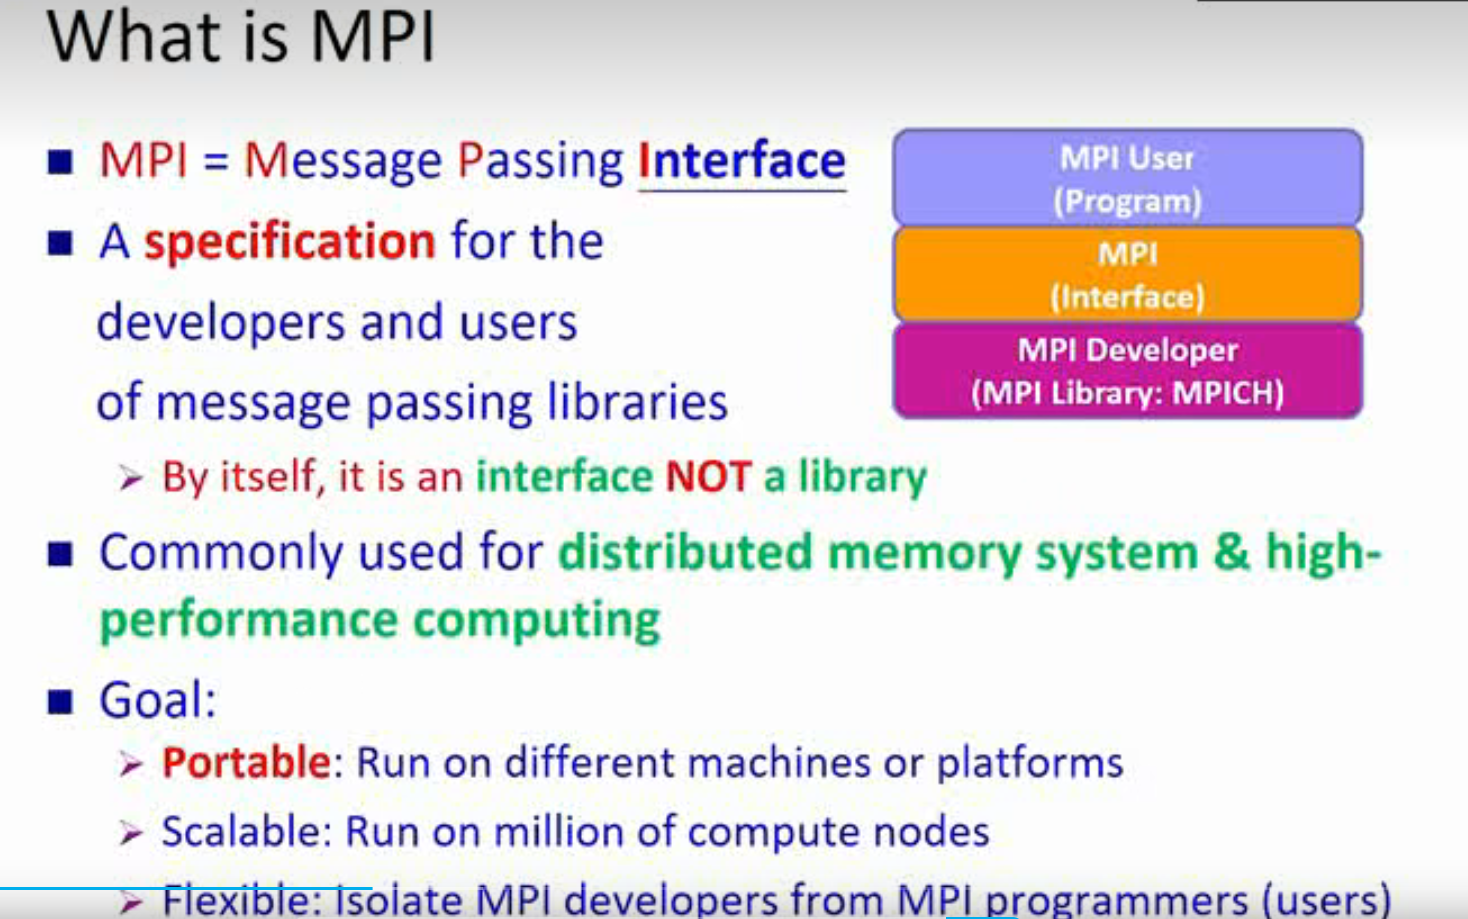 What is MPI
MPI = Message Passing Interface
A specification for the
developers and users
of message passing libraries
By itself, it is an interface NOT a library
Commonly used for distributed memory system & high-
performance computing
Goal:
Portable: Run on different machines or platforms
Scalable: Run on million of compute nodes
Flexible: Isolate MPI developers from MPI programmers (users)
MPI User
(Program)
MPI
(Interface)
MPI Developer
(MPI Library: MPICH)